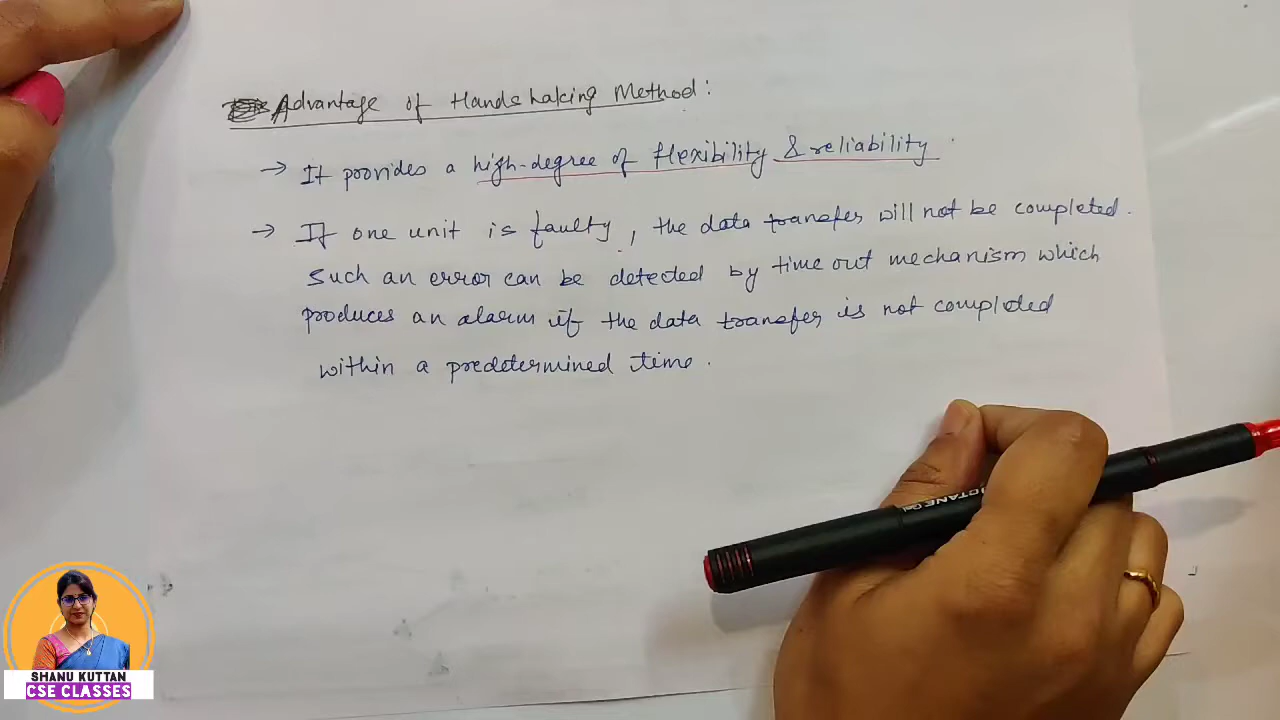 Advantage of Handshaking Method:
→ It provides a high-degree of flexibility & reliability.
→ If one unit is faulty, the data transfer will not be completed.
Such an error can be detected by time out mechanism which
produces an alarm if the data transfer is not completed
within a predetermined time.
OCTANE Gel
SHANU KUTTAN
CSE CLASSES